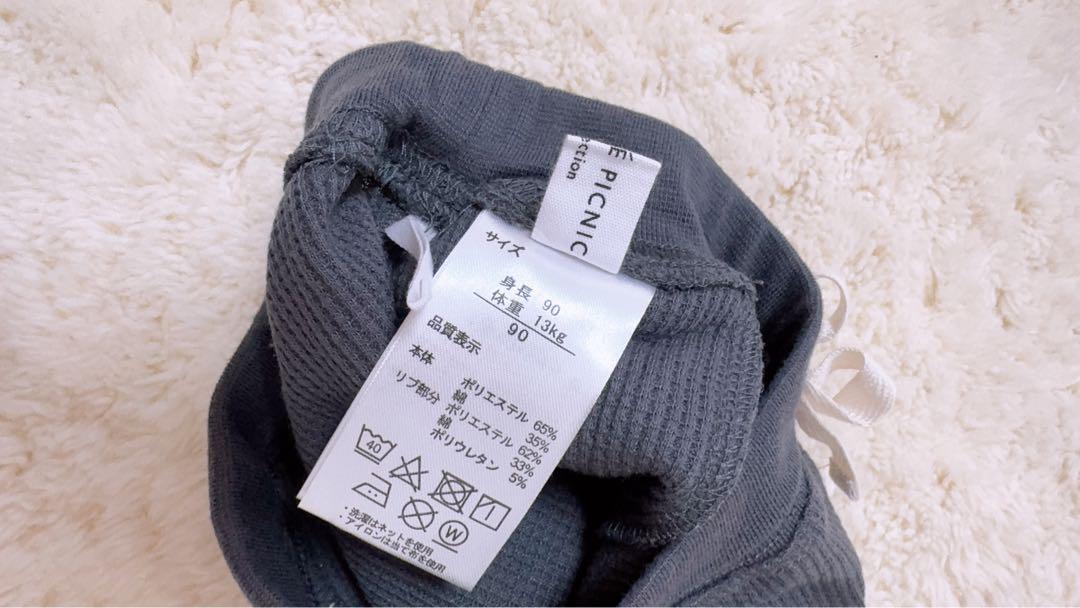 PICNIC
ction
サイズ
身長 90
体重 13kg
90
品質表示
本体 ポリエステル 65%
綿 35%
リブ部分 ポリエステル 62%
綿 33%
ポリウレタン 5%
40
W
・洗濯はネットを使用
・アイロンは当て布を使用